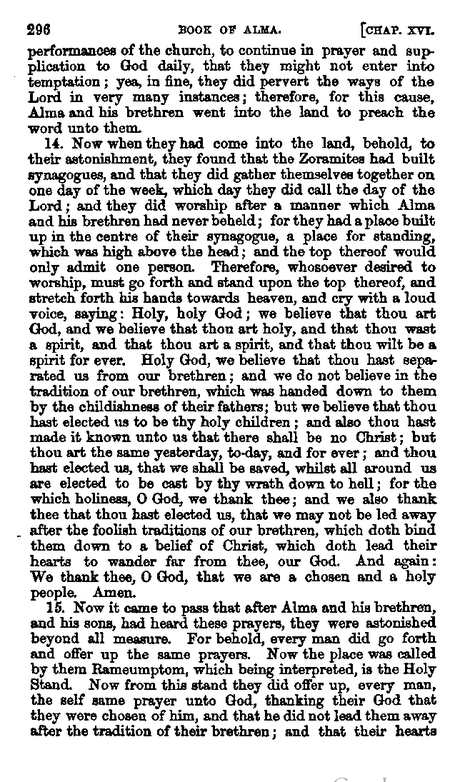 296 BOOK OF ALMA. [CHAP. XVI.
performances of the church, to continue in prayer and sup-
plication to God daily, that they might not enter into
temptation; yea, in fine, they did pervert the ways of the
Lord in very many instances; therefore, for this cause,
Alma and his brethren went into the land to preach the
word unto them.
14. Now when they had come into the land, behold, to
their astonishment, they found that the Zoramites had built
synagogues, and that they did gather themselves together on
one day of the week, which day they did call the day of the
Lord; and they did worship after a manner which Alma
and his brethren had never beheld; for they had a place built
up in the centre of their synagogue, a place for standing,
which was high above the head; and the top thereof would
only admit one person. Therefore, whosoever desired to
worship, must go forth and stand upon the top thereof, and
stretch forth his hands towards heaven, and cry with a loud
voice, saying: Holy, holy God; we believe that thou art
God, and we believe that thou art holy, and that thou wast
a spirit, and that thou art a spirit, and that thou wilt be a
spirit for ever. Holy God, we believe that thou hast sepa-
rated us from our brethren; and we do not believe in the
tradition of our brethren, which was handed down to them
by the childishness of their fathers; but we believe that thou
hast elected us to be thy holy children; and also thou hast
made it known unto us that there shall be no Christ; but
thou art the same yesterday, to-day, and for ever; and thou
hast elected us, that we shall be saved, whilst all around us
are elected to be cast by thy wrath down to hell; for the
which holiness, O God, we thank thee; and we also thank
thee that thou hast elected us, that we may not be led away
after the foolish traditions of our brethren, which doth bind
them down to a belief of Christ, which doth lead their
hearts to wander far from thee, our God. And again:
We thank thee, O God, that we are a chosen and a holy
people. Amen.
15. Now it came to pass that after Alma and his brethren,
and his sons, had heard these prayers, they were astonished
beyond all measure. For behold, every man did go forth
and offer up the same prayers. Now the place was called
by them Rameumptom, which being interpreted, is the Holy
Stand. Now from this stand they did offer up, every man,
the self same prayer unto God, thanking their God that
they were chosen of him, and that he did not lead them away
after the tradition of their brethren; and that their hearts